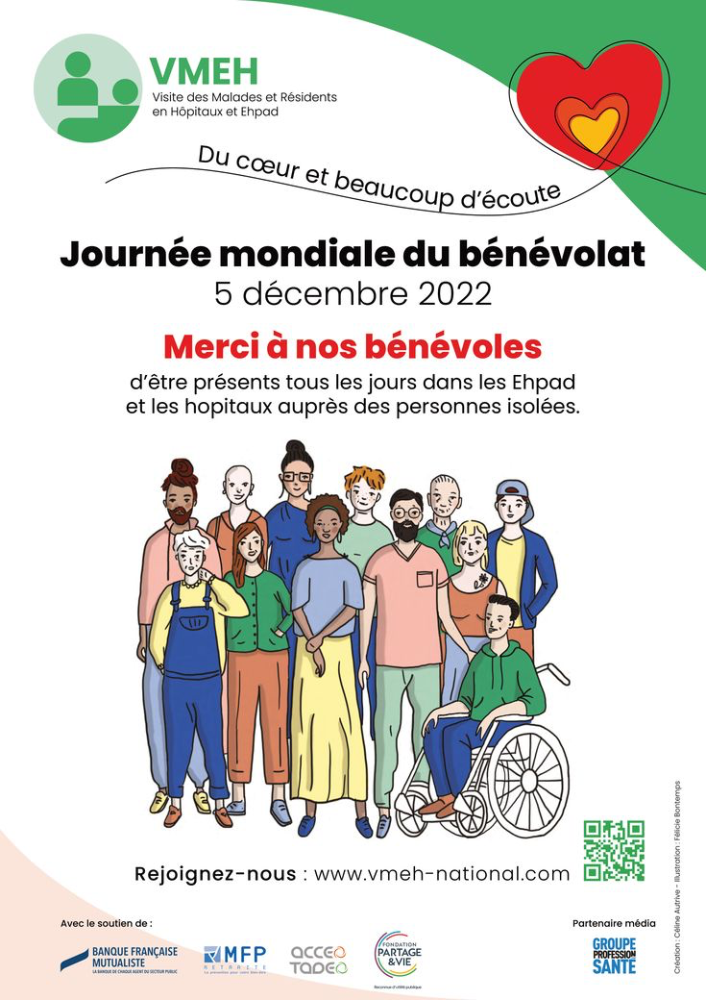 VMEH
Visite des Malades et Résidents
en Hôpitaux et Ehpad
Du cœur et beaucoup d'écoute
Journée mondiale du bénévolat
5 décembre 2022
Merci à nos bénévoles
d'être présents tous les jours dans les Ehpad
et les hopitaux auprès des personnes isolées.
Rejoignez-nous : www.vmeh-national.com
Création : Céline Autrive - Illustration : Félicie Bontemps
Avec le soutien de :
BANQUE FRANÇAISE
MUTUALISTE
LA BANQUE DE CHAQUE AGENT DU SECTEUR PUBLIC
MFP
RETRAITE
La prévention pour votre bien-être
ACCEO
TADEO
FONDATION
PARTAGE
&VIE
Reconnue d'utilité publique
Partenaire média
GROUPE
PROFESSION
SANTÉ